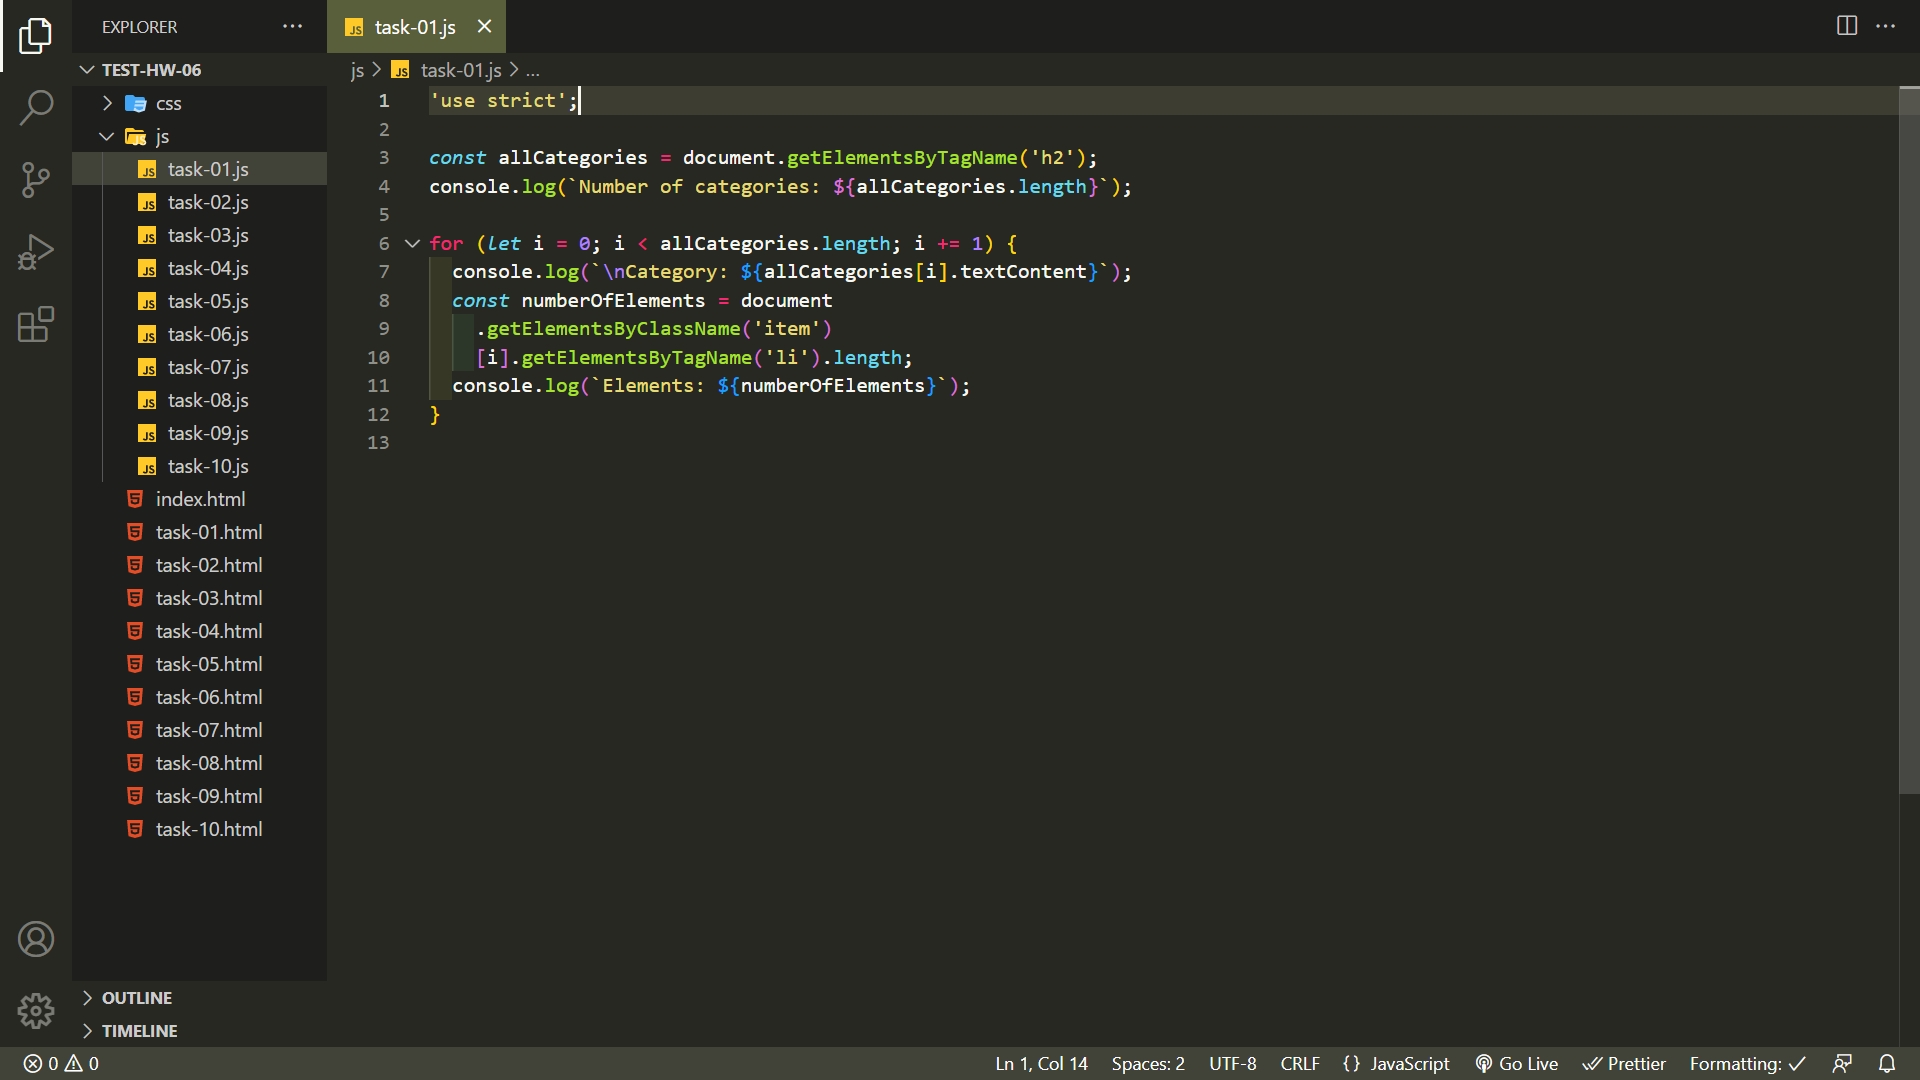 EXPLORER
task-01.js
TEST-HW-06
js > task-01.js > ...
css
js
task-01.js
task-02.js
task-03.js
task-04.js
task-05.js
task-06.js
task-07.js
task-08.js
task-09.js
task-10.js
index.html
task-01.html
task-02.html
task-03.html
task-04.html
task-05.html
task-06.html
task-07.html
task-08.html
task-09.html
task-10.html
OUTLINE
TIMELINE
1 'use strict';
2
3 const allCategories = document.getElementsByTagName('h2');
4 console.log(`Number of categories: ${allCategories.length}`);
5
6 for (let i = 0; i < allCategories.length; i += 1) {
7   console.log(`\nCategory: ${allCategories[i].textContent}`);
8   const numberOfElements = document
9     .getElementsByClassName('item')
10     [i].getElementsByTagName('li').length;
11   console.log(`Elements: ${numberOfElements}`);
12 }
13
0 0
Ln 1, Col 14 Spaces: 2 UTF-8 CRLF {} JavaScript Go Live Prettier Formatting: ✓